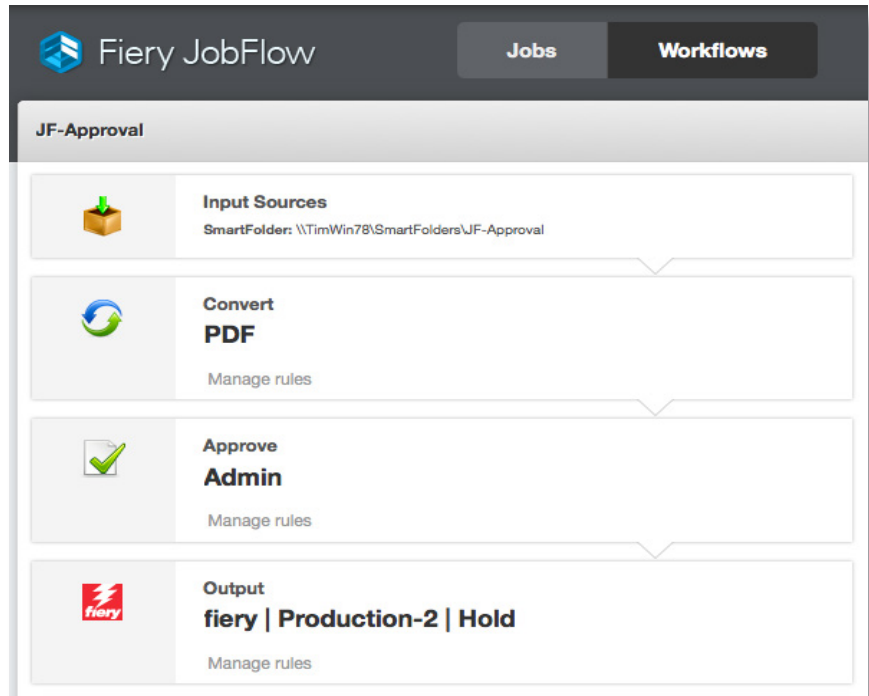 Fiery JobFlow
Jobs
Workflows
JF-Approval
Input Sources
SmartFolder: \\TimWin78\SmartFolders\JF-Approval
Convert
PDF
Manage rules
Approve
Admin
Manage rules
fiery
Output
fiery | Production-2 | Hold
Manage rules